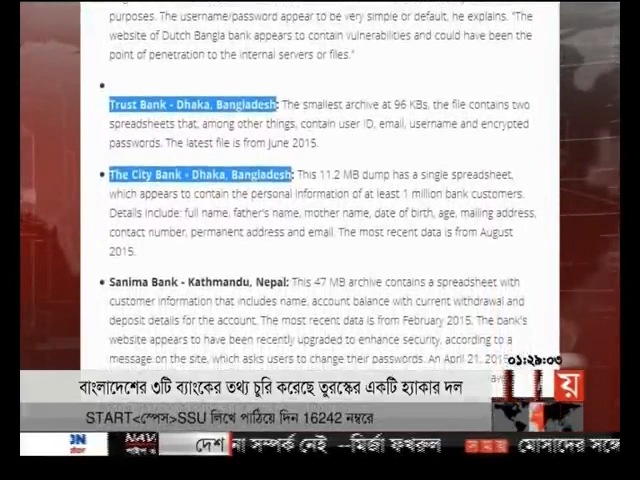 purposes. The username/password appear to be very simple or default, he explains. "The
website of Dutch Bangla bank appears to contain vulnerabilities and could have been the
point of penetration to the internal servers or files."
Trust Bank - Dhaka, Bangladesh: The smallest archive at 96 KBs, the file contains two
spreadsheets that, among other things, contain user ID, email, username and encrypted
passwords. The latest file is from June 2015.
The City Bank - Dhaka, Bangladesh: This 11.2 MB dump has a single spreadsheet,
which appears to contain the personal information of at least 1 million bank customers.
Details include: full name, father's name, mother name, date of birth, age, mailing address,
contact number, permanent address and email. The most recent data is from August
2015.
Sanima Bank - Kathmandu, Nepal: This 47 MB archive contains a spreadsheet with
customer information that includes name, account balance with current withdrawal and
deposit details for the account. The most recent data is from February 2015. The bank's
website appears to have been recently upgraded to enhance security, according to a
message on the site, which asks users to change their passwords. An April 21, 2015
০১:২৯:০৩
বাংলাদেশের ৩টি ব্যাংকের তথ্য চুরি করেছে তুরস্কের একটি হ্যাকার দল
START<স্পেস>SSU লিখে পাঠিয়ে দিন 16242 নম্বরে
দেশ না সম্পর্ক নেই --মির্জা ফখরুল সময় মোসাদের সঙ্গে